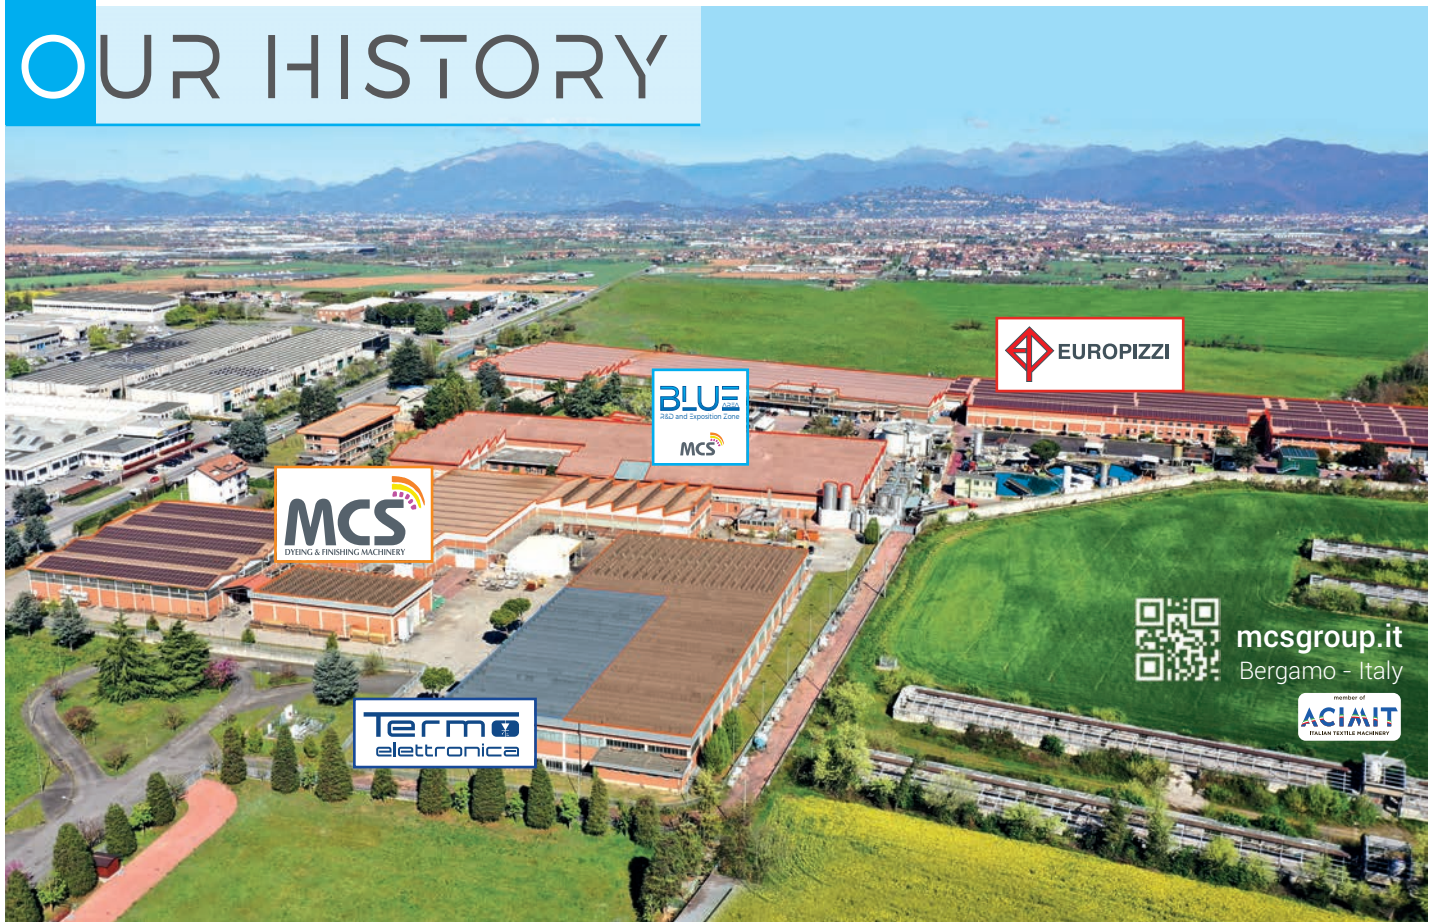 OUR HISTORY
EUROPIZZI
BLUE
AREA
R&D and Exposition Zone
MCS
MCS
DYEING & FINISHING MACHINERY
mcsgroup.it
Bergamo - Italy
member of
ACIMIT
ITALIAN TEXTILE MACHINERY
Termo
elettronica